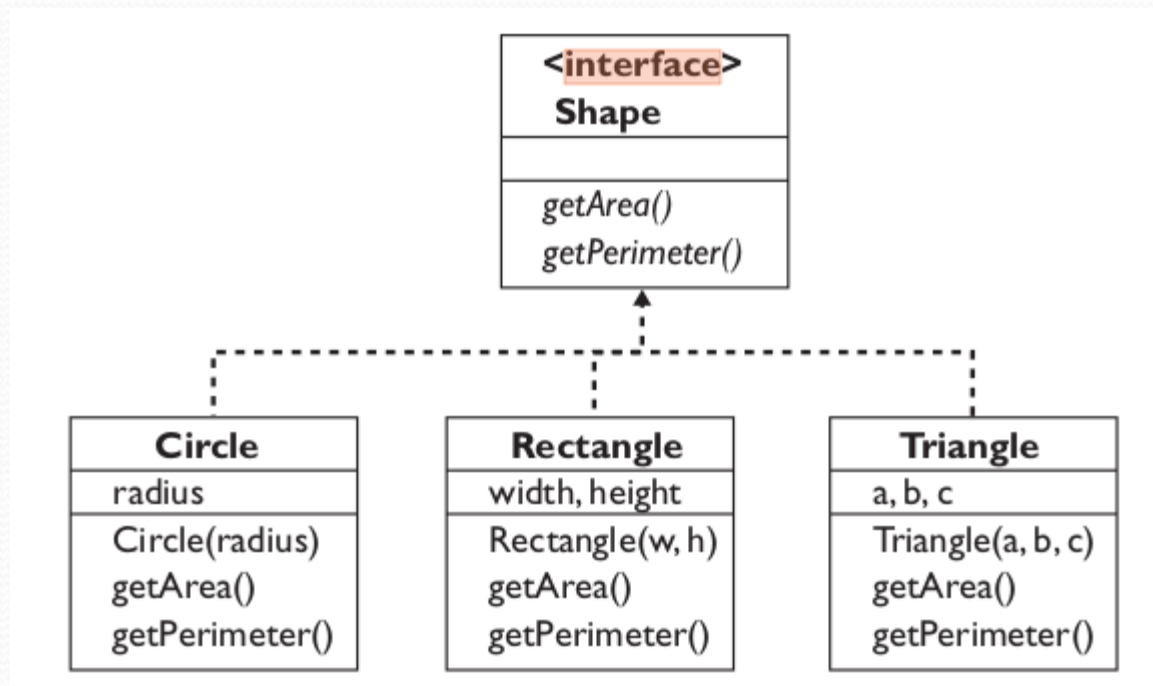 <interface>
Shape
getArea()
getPerimeter()
Circle
radius
Circle(radius)
getArea()
getPerimeter()
Rectangle
width, height
Rectangle(w, h)
getArea()
getPerimeter()
Triangle
a, b, c
Triangle(a, b, c)
getArea()
getPerimeter()